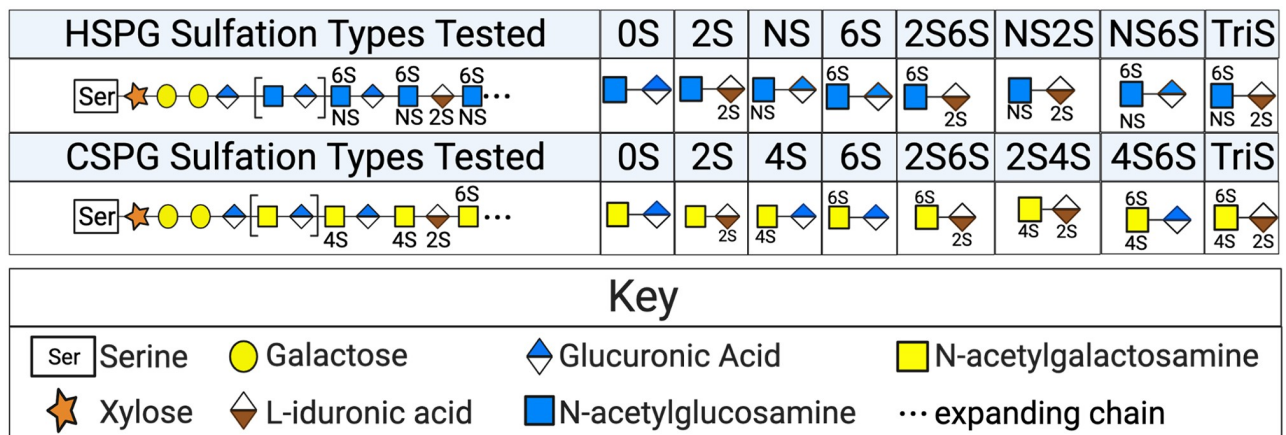 HSPG Sulfation Types Tested 0S 2S NS 6S 2S6S NS2S NS6S TriS
6S 6S 6S 6S 6S 6S 6S
Ser [ ] ...
NS NS 2S NS 2S NS 2S NS 2S NS NS 2S
CSPG Sulfation Types Tested 0S 2S 4S 6S 2S6S 2S4S 4S6S TriS
6S 6S 6S 6S 6S
Ser [ ] ...
4S 4S 2S 2S 4S 2S 4S 2S 4S 4S 2S
Key
Ser Serine Galactose Glucuronic Acid N-acetylgalactosamine
Xylose L-iduronic acid N-acetylglucosamine ... expanding chain